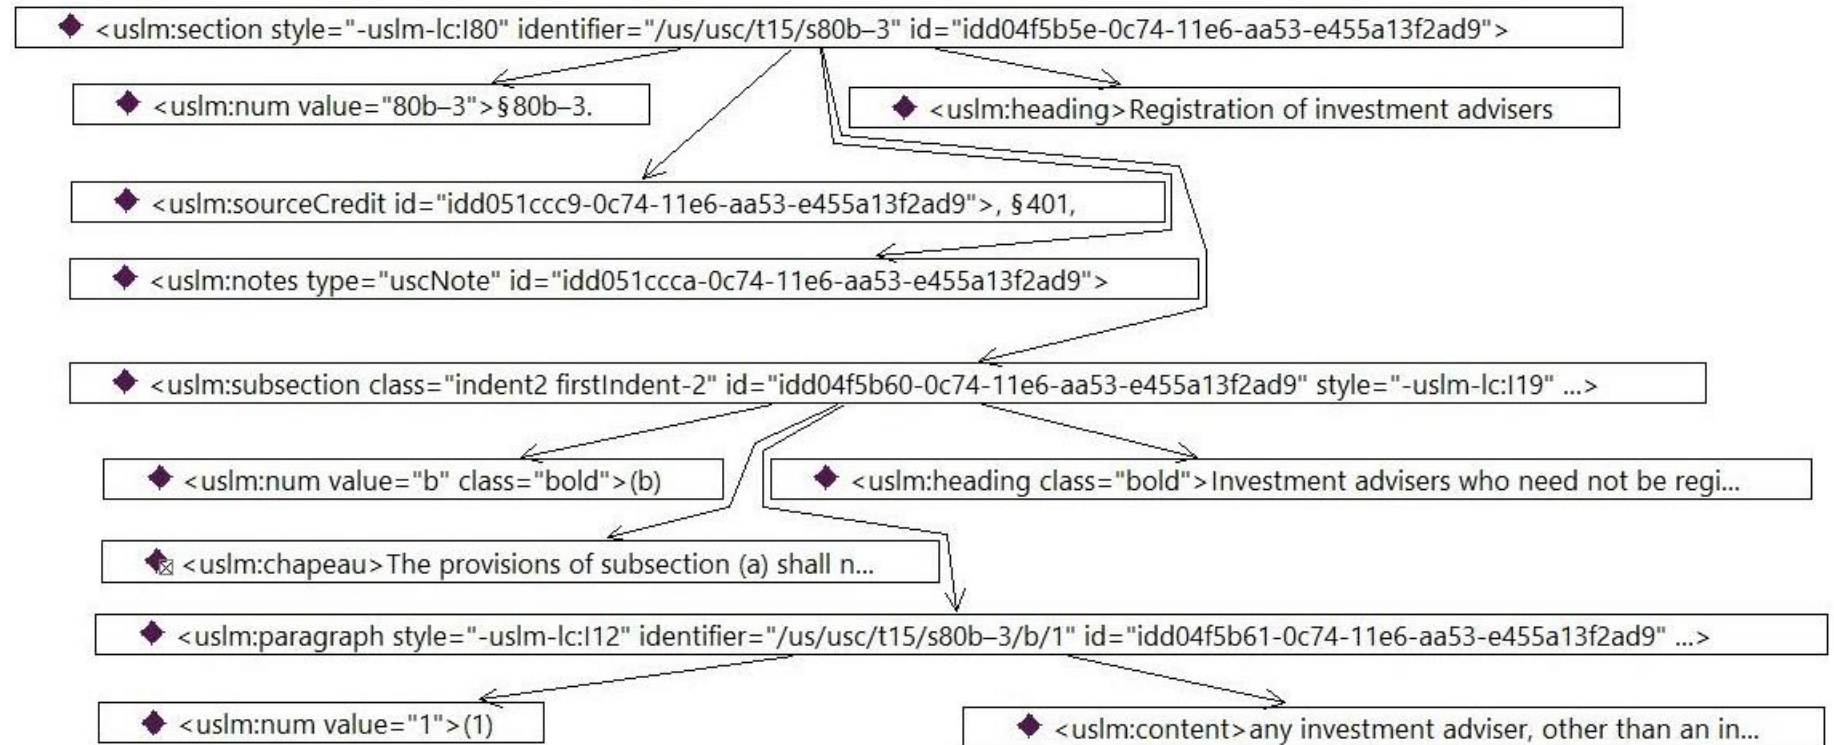 <uslm:section style="-uslm-lc:I80" identifier="/us/usc/t15/s80b–3" id="idd04f5b5e-0c74-11e6-aa53-e455a13f2ad9">
<uslm:num value="80b–3">§80b–3.
<uslm:heading>Registration of investment advisers
<uslm:sourceCredit id="idd051ccc9-0c74-11e6-aa53-e455a13f2ad9">, §401,
<uslm:notes type="uscNote" id="idd051ccca-0c74-11e6-aa53-e455a13f2ad9">
<uslm:subsection class="indent2 firstIndent-2" id="idd04f5b60-0c74-11e6-aa53-e455a13f2ad9" style="-uslm-lc:I19" ...>
<uslm:num value="b" class="bold">(b)
<uslm:heading class="bold">Investment advisers who need not be regi...
<uslm:chapeau>The provisions of subsection (a) shall n...
<uslm:paragraph style="-uslm-lc:I12" identifier="/us/usc/t15/s80b–3/b/1" id="idd04f5b61-0c74-11e6-aa53-e455a13f2ad9" ...>
<uslm:num value="1">(1)
<uslm:content>any investment adviser, other than an in...